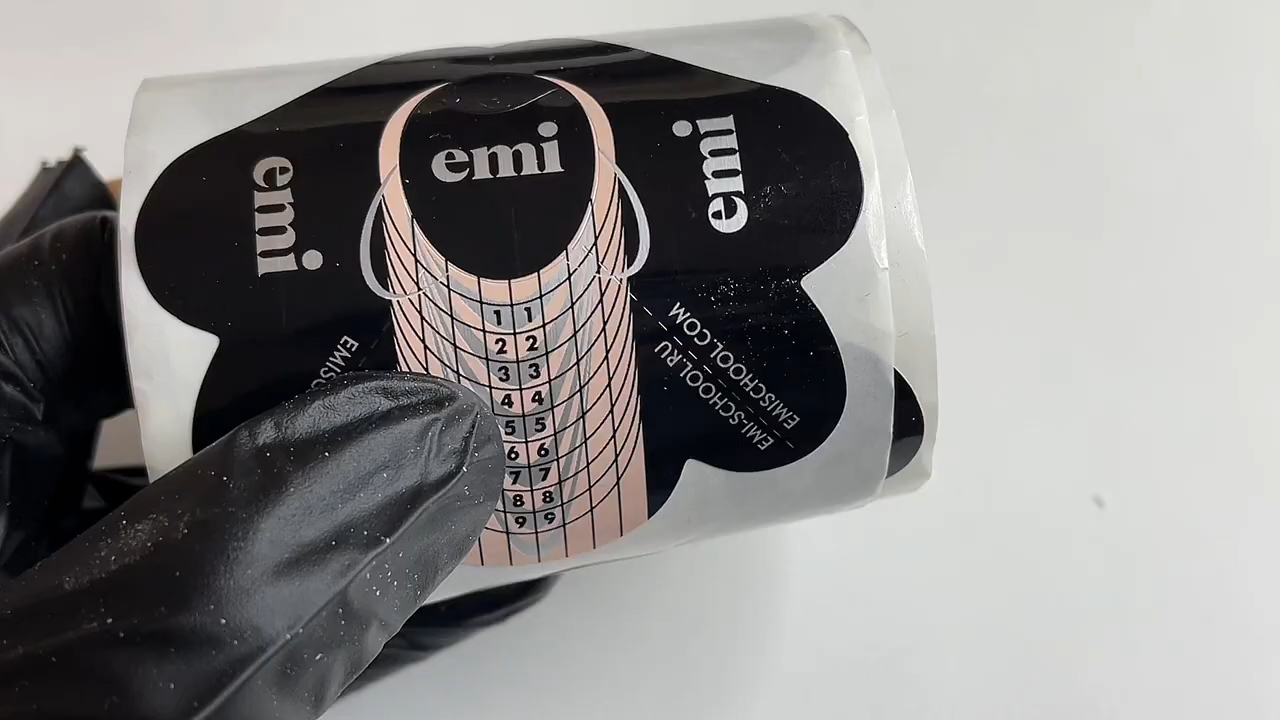 emi
emi
emi
1 1
2 2
3 3
4 4
5 5
6 6
7 7
8 8
9 9
EMISCHOOL.COM
EMI-SCHOOL.RU